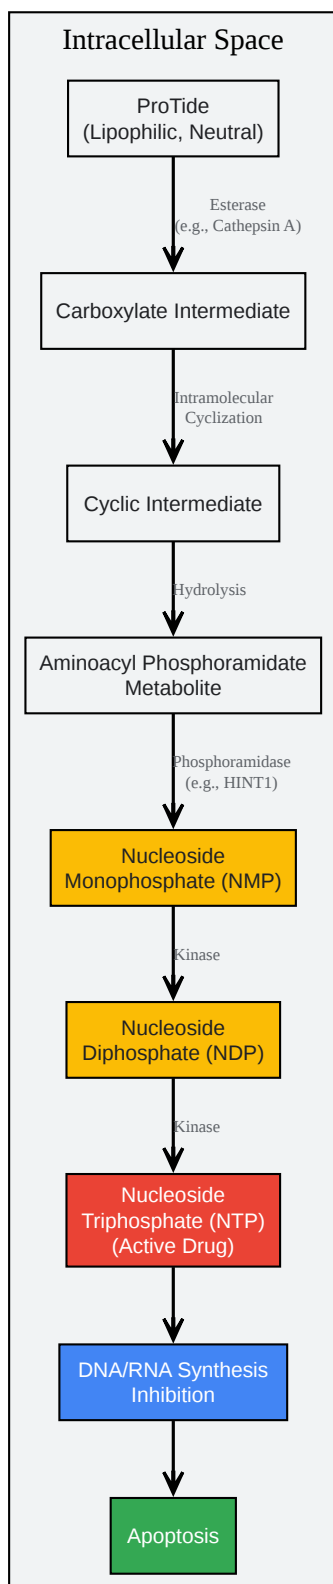 Intracellular Space
ProTide
(Lipophilic, Neutral)
Esterase
(e.g., Cathepsin A)
Carboxylate Intermediate
Intramolecular
Cyclization
Cyclic Intermediate
Hydrolysis
Aminoacyl Phosphoramidate
Metabolite
Phosphoramidase
(e.g., HINT1)
Nucleoside
Monophosphate (NMP)
Kinase
Nucleoside
Diphosphate (NDP)
Kinase
Nucleoside
Triphosphate (NTP)
(Active Drug)
DNA/RNA Synthesis
Inhibition
Apoptosis